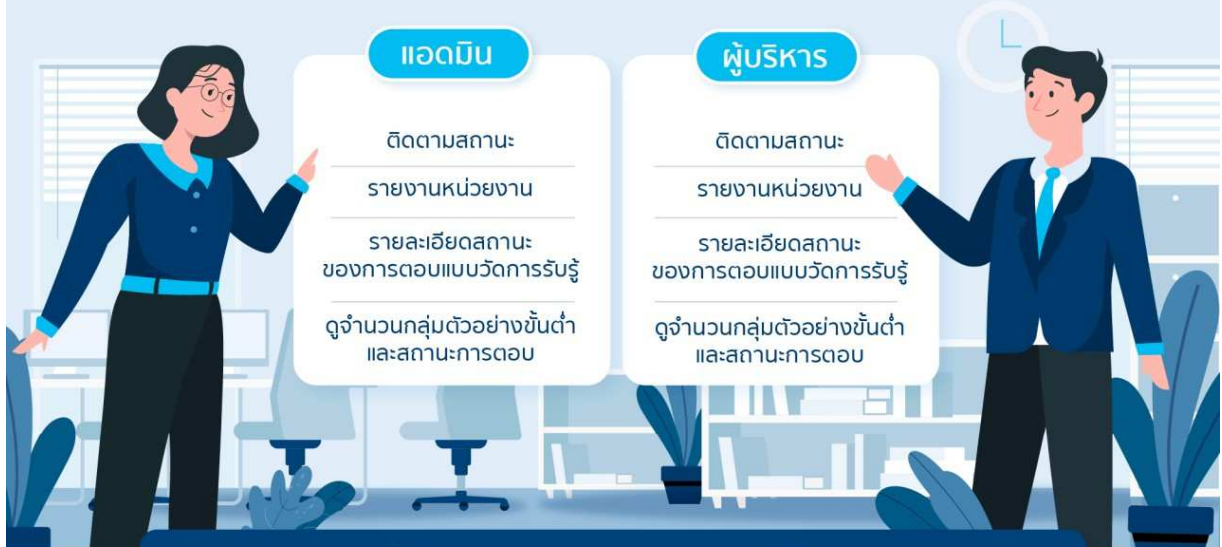 แอดมิน
ติดตามสถานะ
รายงานหน่วยงาน
รายละเอียดสถานะ
ของการตอบแบบวัดการรับรู้
ดูจำนวนกลุ่มตัวอย่างขั้นต่ำ
และสถานะการตอบ
ผู้บริหาร
ติดตามสถานะ
รายงานหน่วยงาน
รายละเอียดสถานะ
ของการตอบแบบวัดการรับรู้
ดูจำนวนกลุ่มตัวอย่างขั้นต่ำ
และสถานะการตอบ